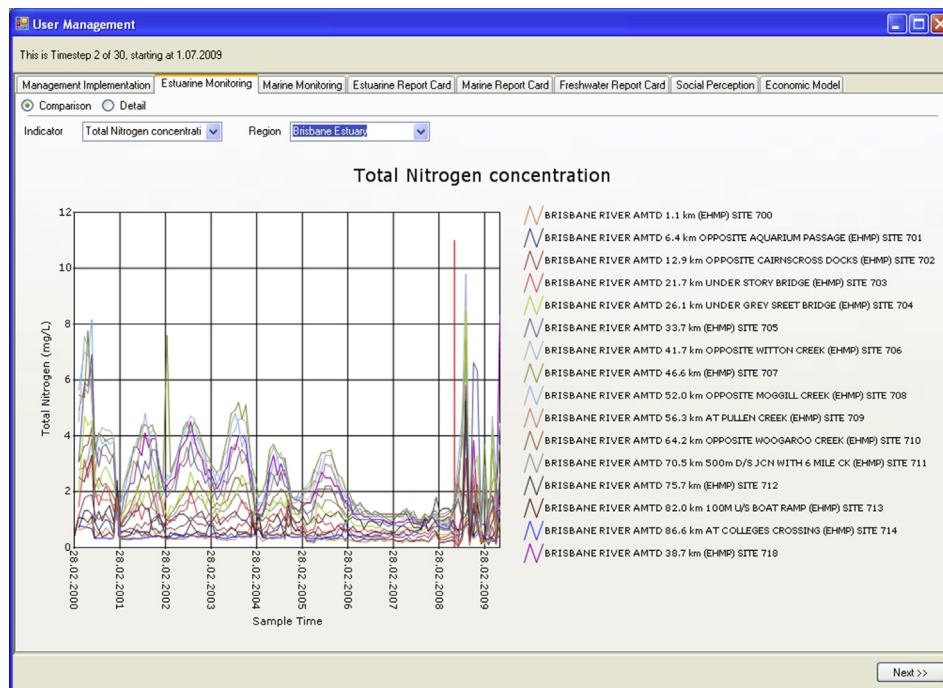 User Management
This is Timestep 2 of 30, starting at 1.07.2009
Management Implementation Estuarine Monitoring Marine Monitoring Estuarine Report Card Marine Report Card Freshwater Report Card Social Perception Economic Model
Comparison Detail
Indicator Total Nitrogen concentrati Region Brisbane Estuary
Total Nitrogen concentration
12
10
8
6
4
2
0
Total Nitrogen (mg/L)
28.02.2000
28.02.2001
28.02.2002
28.02.2003
28.02.2004
28.02.2005
28.02.2006
28.02.2007
28.02.2008
28.02.2009
Sample Time
BRISBANE RIVER AMTD 1.1 km (EHMP) SITE 700
BRISBANE RIVER AMTD 6.4 km OPPOSITE AQUARIUM PASSAGE (EHMP) SITE 701
BRISBANE RIVER AMTD 12.9 km OPPOSITE CAIRNSCROSS DOCKS (EHMP) SITE 702
BRISBANE RIVER AMTD 21.7 km UNDER STORY BRIDGE (EHMP) SITE 703
BRISBANE RIVER AMTD 26.1 km UNDER GREY SREET BRIDGE (EHMP) SITE 704
BRISBANE RIVER AMTD 33.7 km (EHMP) SITE 705
BRISBANE RIVER AMTD 41.7 km OPPOSITE WITTON CREEK (EHMP) SITE 706
BRISBANE RIVER AMTD 46.6 km (EHMP) SITE 707
BRISBANE RIVER AMTD 52.0 km OPPOSITE MOGGILL CREEK (EHMP) SITE 708
BRISBANE RIVER AMTD 56.3 km AT PULLEN CREEK (EHMP) SITE 709
BRISBANE RIVER AMTD 64.2 km OPPOSITE WOOGAROO CREEK (EHMP) SITE 710
BRISBANE RIVER AMTD 70.5 km 500m D/S JCN WITH 6 MILE CK (EHMP) SITE 711
BRISBANE RIVER AMTD 75.7 km (EHMP) SITE 712
BRISBANE RIVER AMTD 82.0 km 100M U/S BOAT RAMP (EHMP) SITE 713
BRISBANE RIVER AMTD 86.6 km AT COLLEGES CROSSING (EHMP) SITE 714
BRISBANE RIVER AMTD 38.7 km (EHMP) SITE 718
Next >>